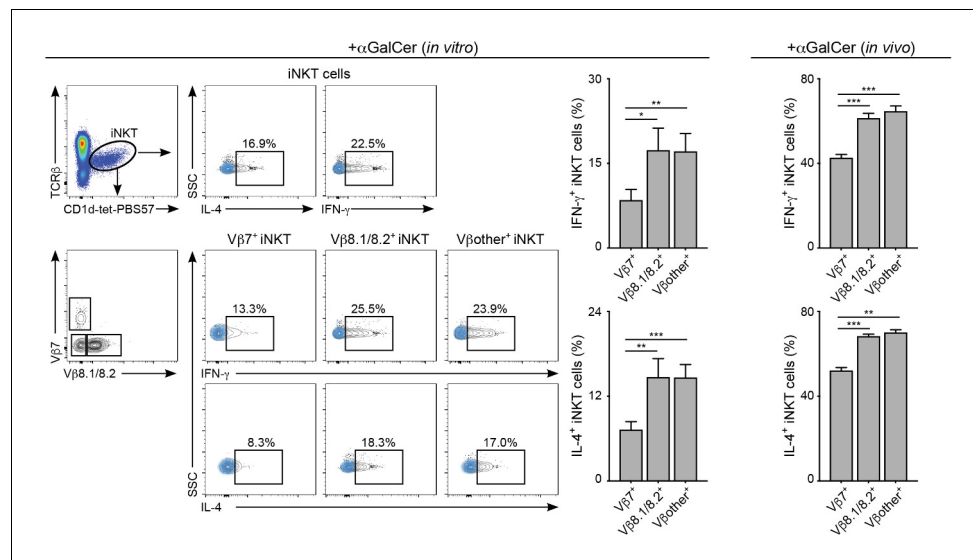 +αGalCer (in vitro)
+αGalCer (in vivo)
iNKT cells
TCRβ
iNKT
CD1d-tet-PBS57
SSC
16.9%
IL-4
22.5%
IFN-γ
Vβ7
Vβ8.1/8.2
Vβ7+ iNKT
Vβ8.1/8.2+ iNKT
Vβother+ iNKT
13.3%
25.5%
23.9%
IFN-γ
SSC
8.3%
18.3%
17.0%
IL-4
IFN-γ+ iNKT cells (%)
30
15
0
**
*
Vβ7+
Vβ8.1/8.2+
Vβother+
IL-4+ iNKT cells (%)
24
12
0
***
**
Vβ7+
Vβ8.1/8.2+
Vβother+
IFN-γ+ iNKT cells (%)
80
40
0
***
***
Vβ7+
Vβ8.1/8.2+
Vβother+
IL-4+ iNKT cells (%)
80
40
0
**
***
Vβ7+
Vβ8.1/8.2+
Vβother+